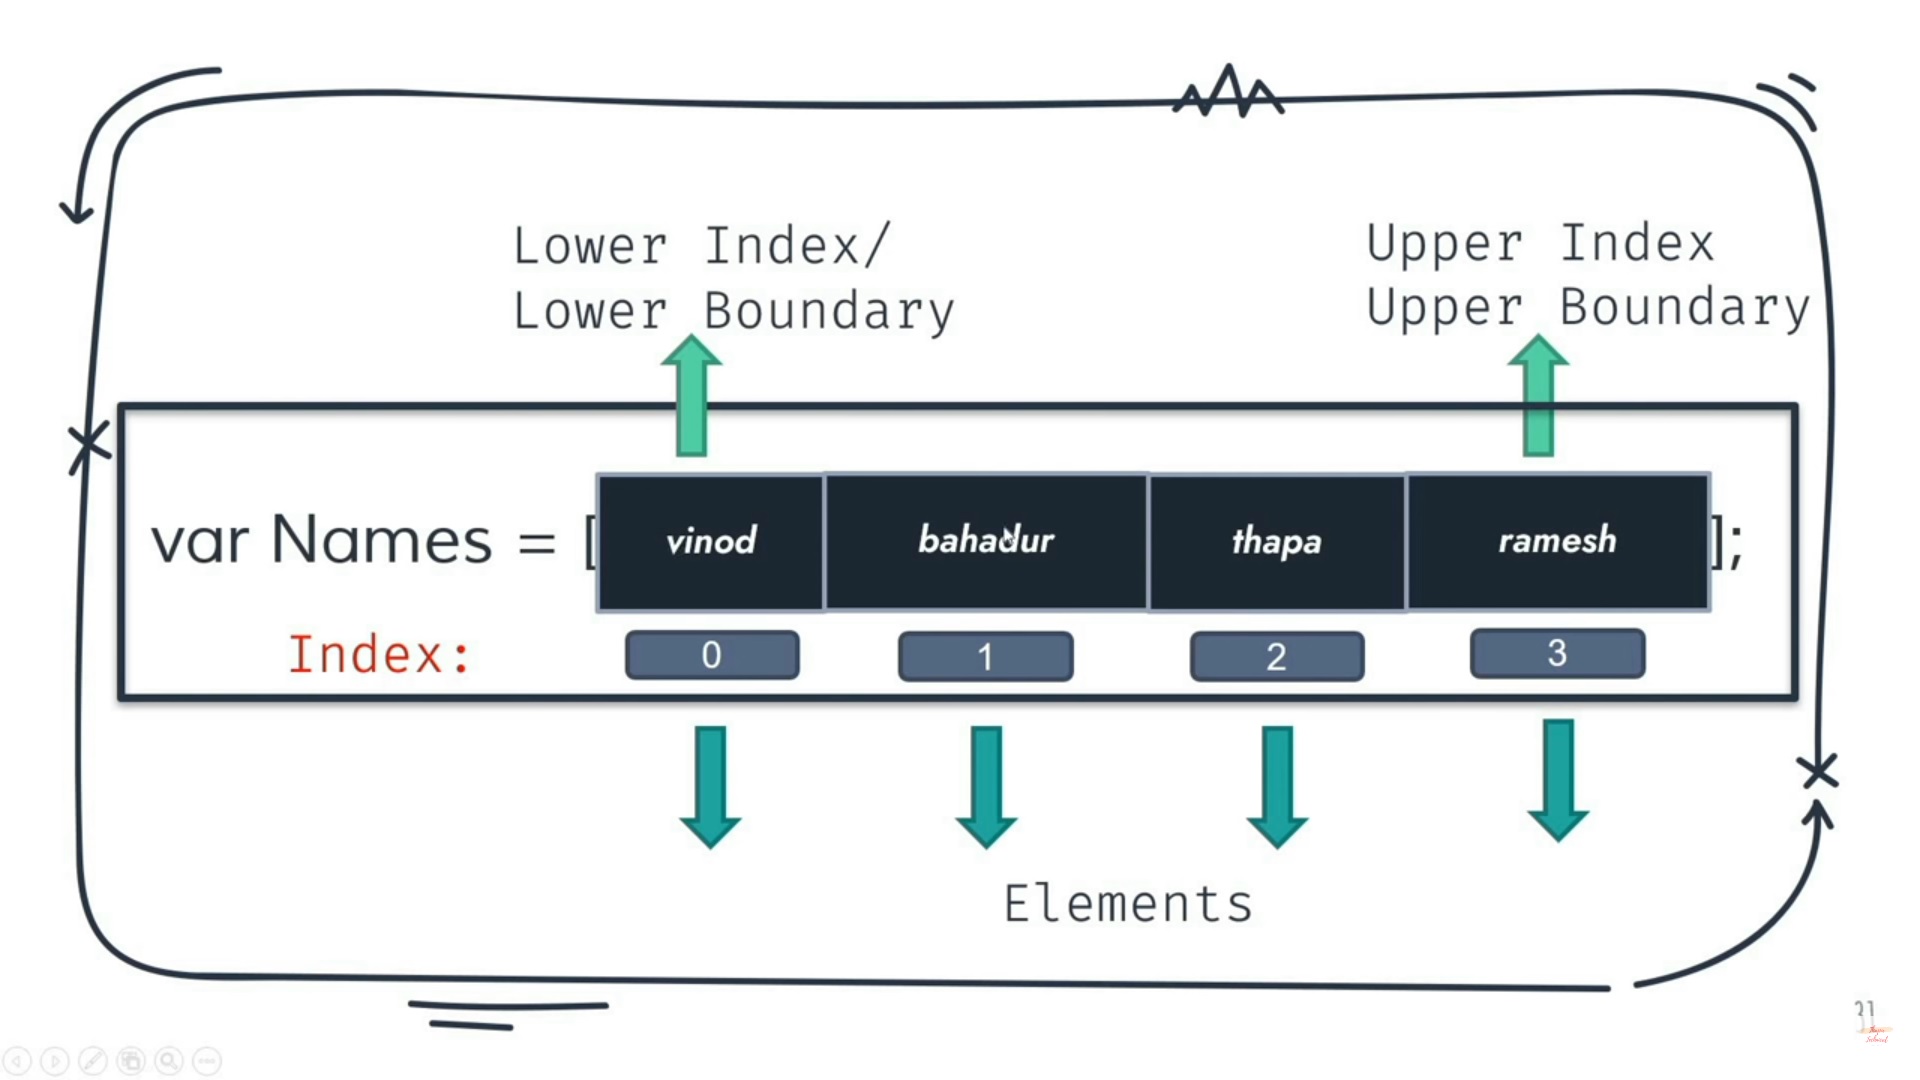 Lower Index/
Lower Boundary
Upper Index
Upper Boundary
var Names = [ vinod bahadur thapa ramesh ];
Index: 0 1 2 3
Elements